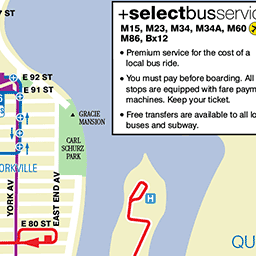 +selectbusservic
M15, M23, M34, M34A, M60
M86, Bx12
• Premium service for the cost of a
local bus ride.
• You must pay before boarding. All
stops are equipped with fare paym
machines. Keep your ticket.
• Free transfers are available to all lo
buses and subway.
ST
E 92 ST
E 91 ST
GRACIE
MANSION
CARL
SCHURZ
PARK
ORKVILLE
YORK AV
EAST END AV
E 80 ST
H
QU